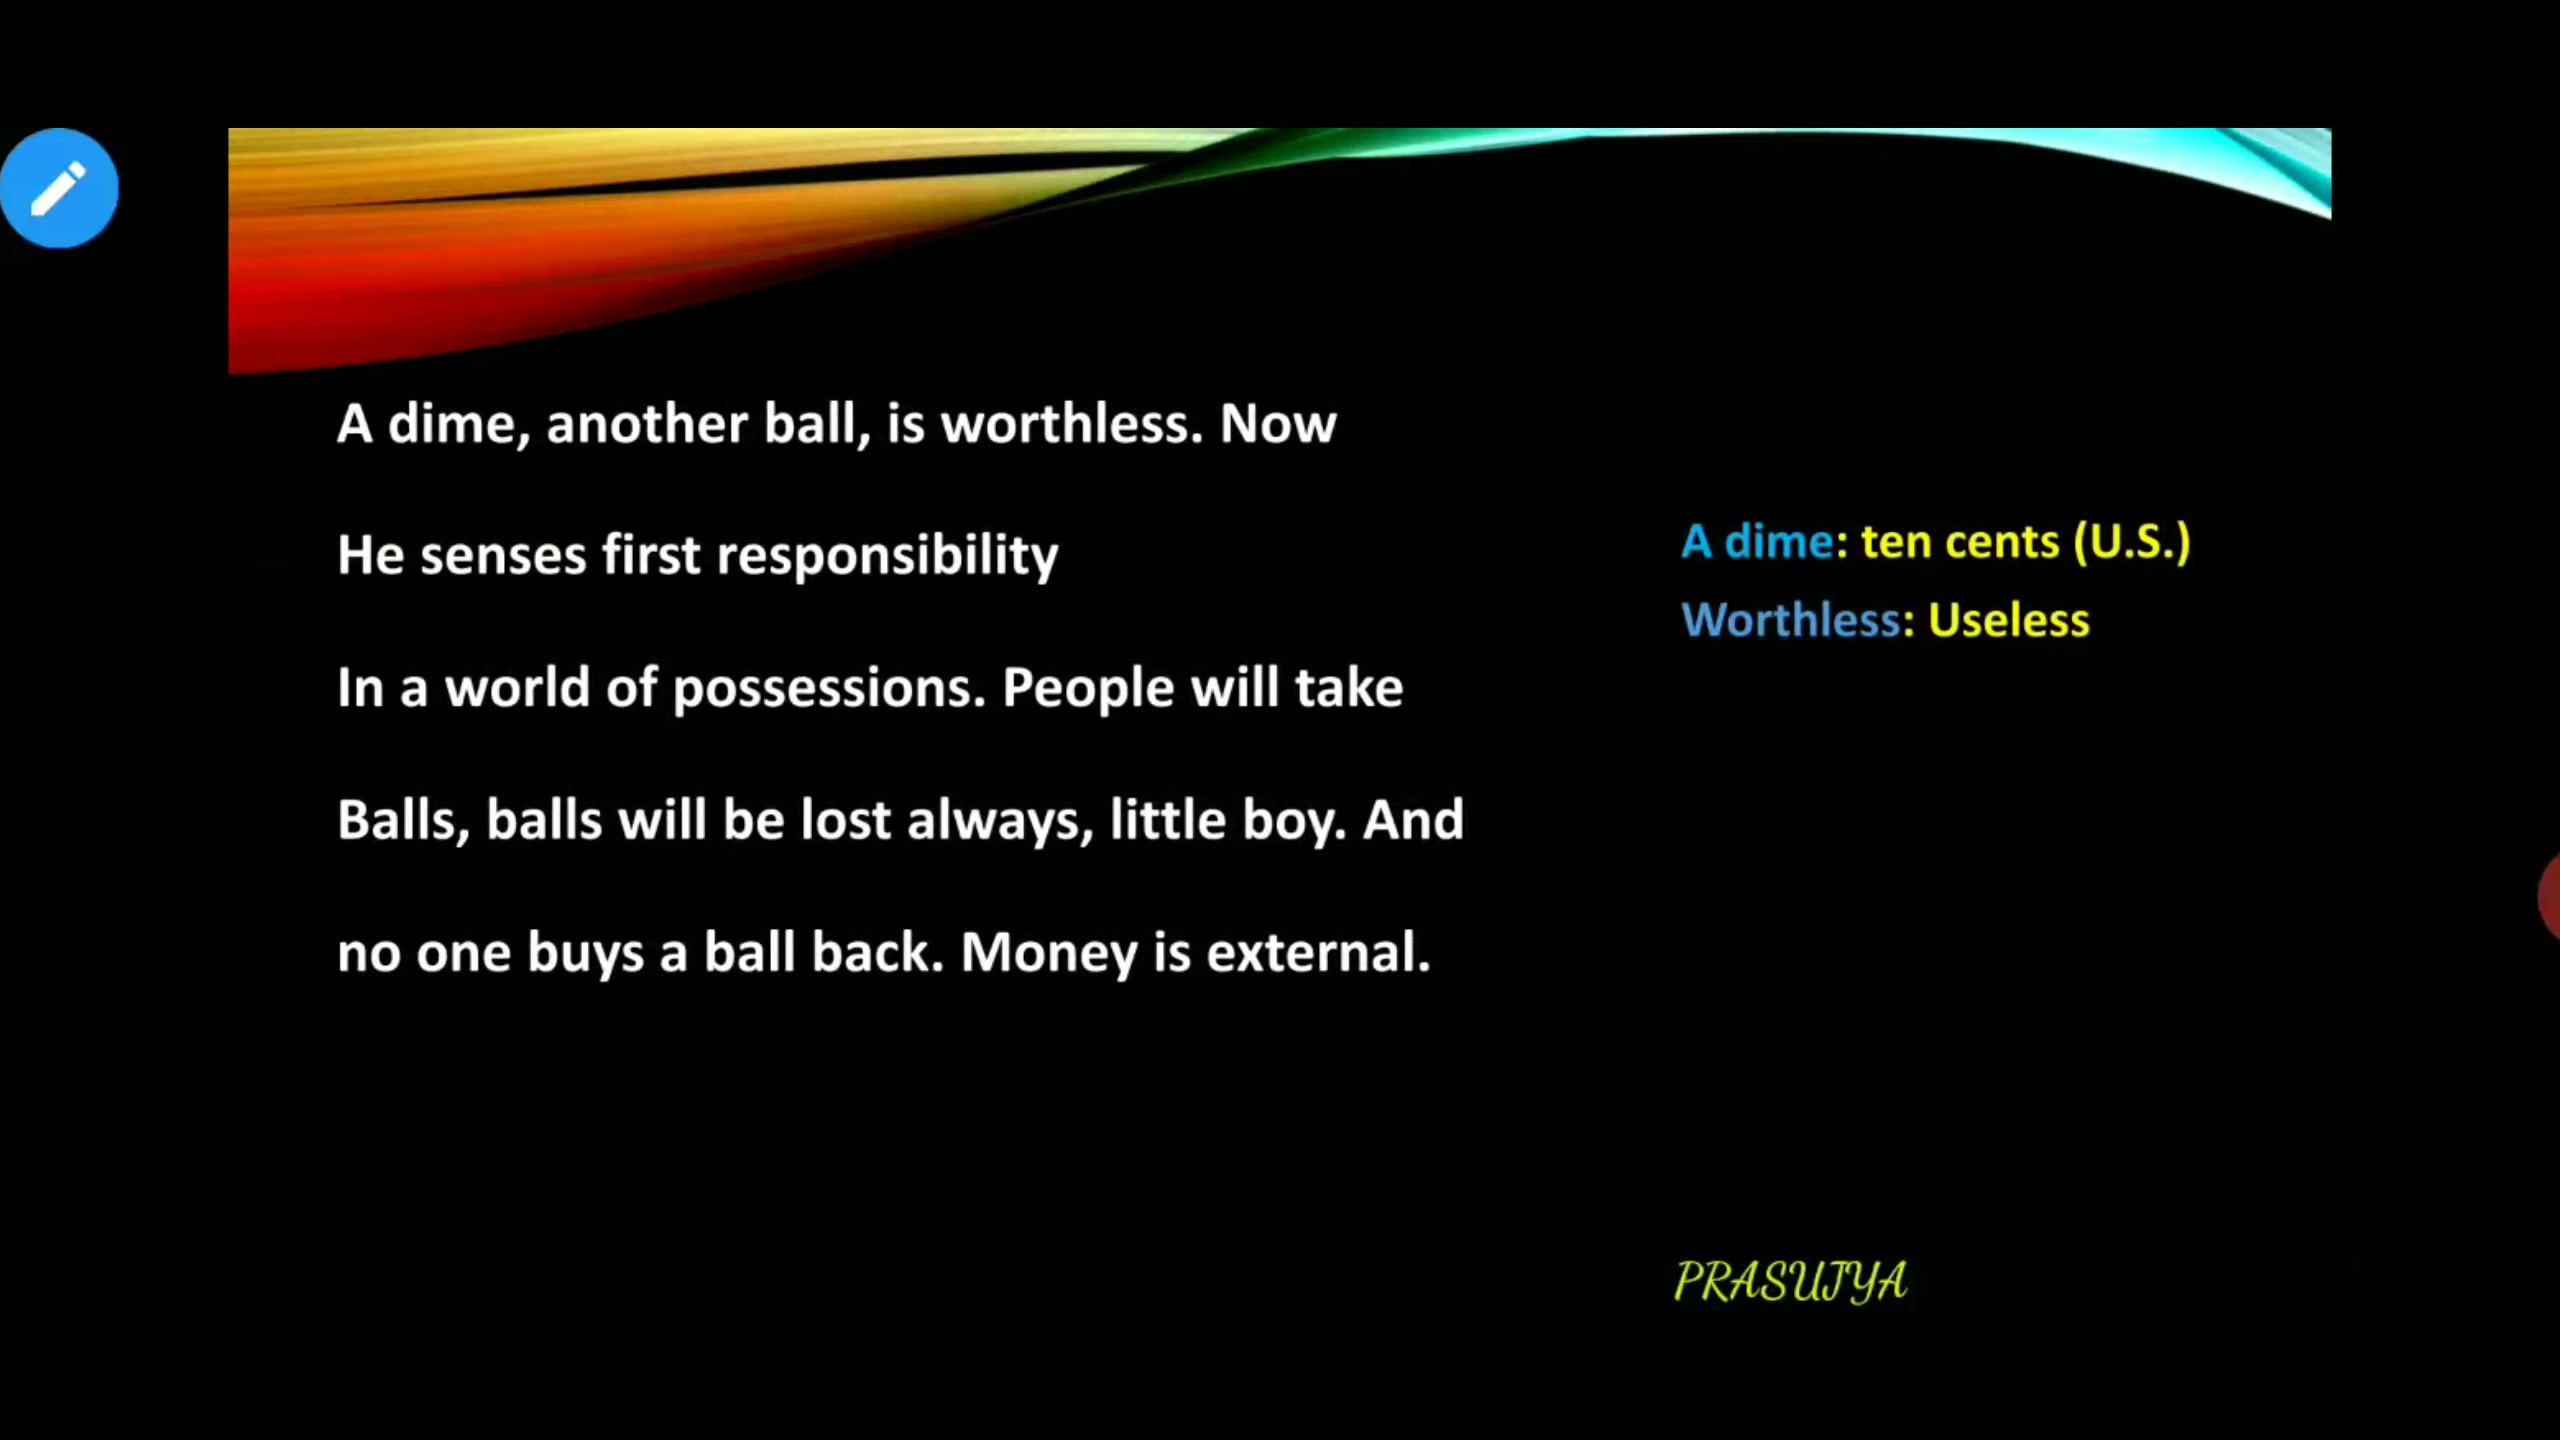 A dime, another ball, is worthless. Now
He senses first responsibility
In a world of possessions. People will take
Balls, balls will be lost always, little boy. And
no one buys a ball back. Money is external.
A dime: ten cents (U.S.)
Worthless: Useless
PRASUJYA